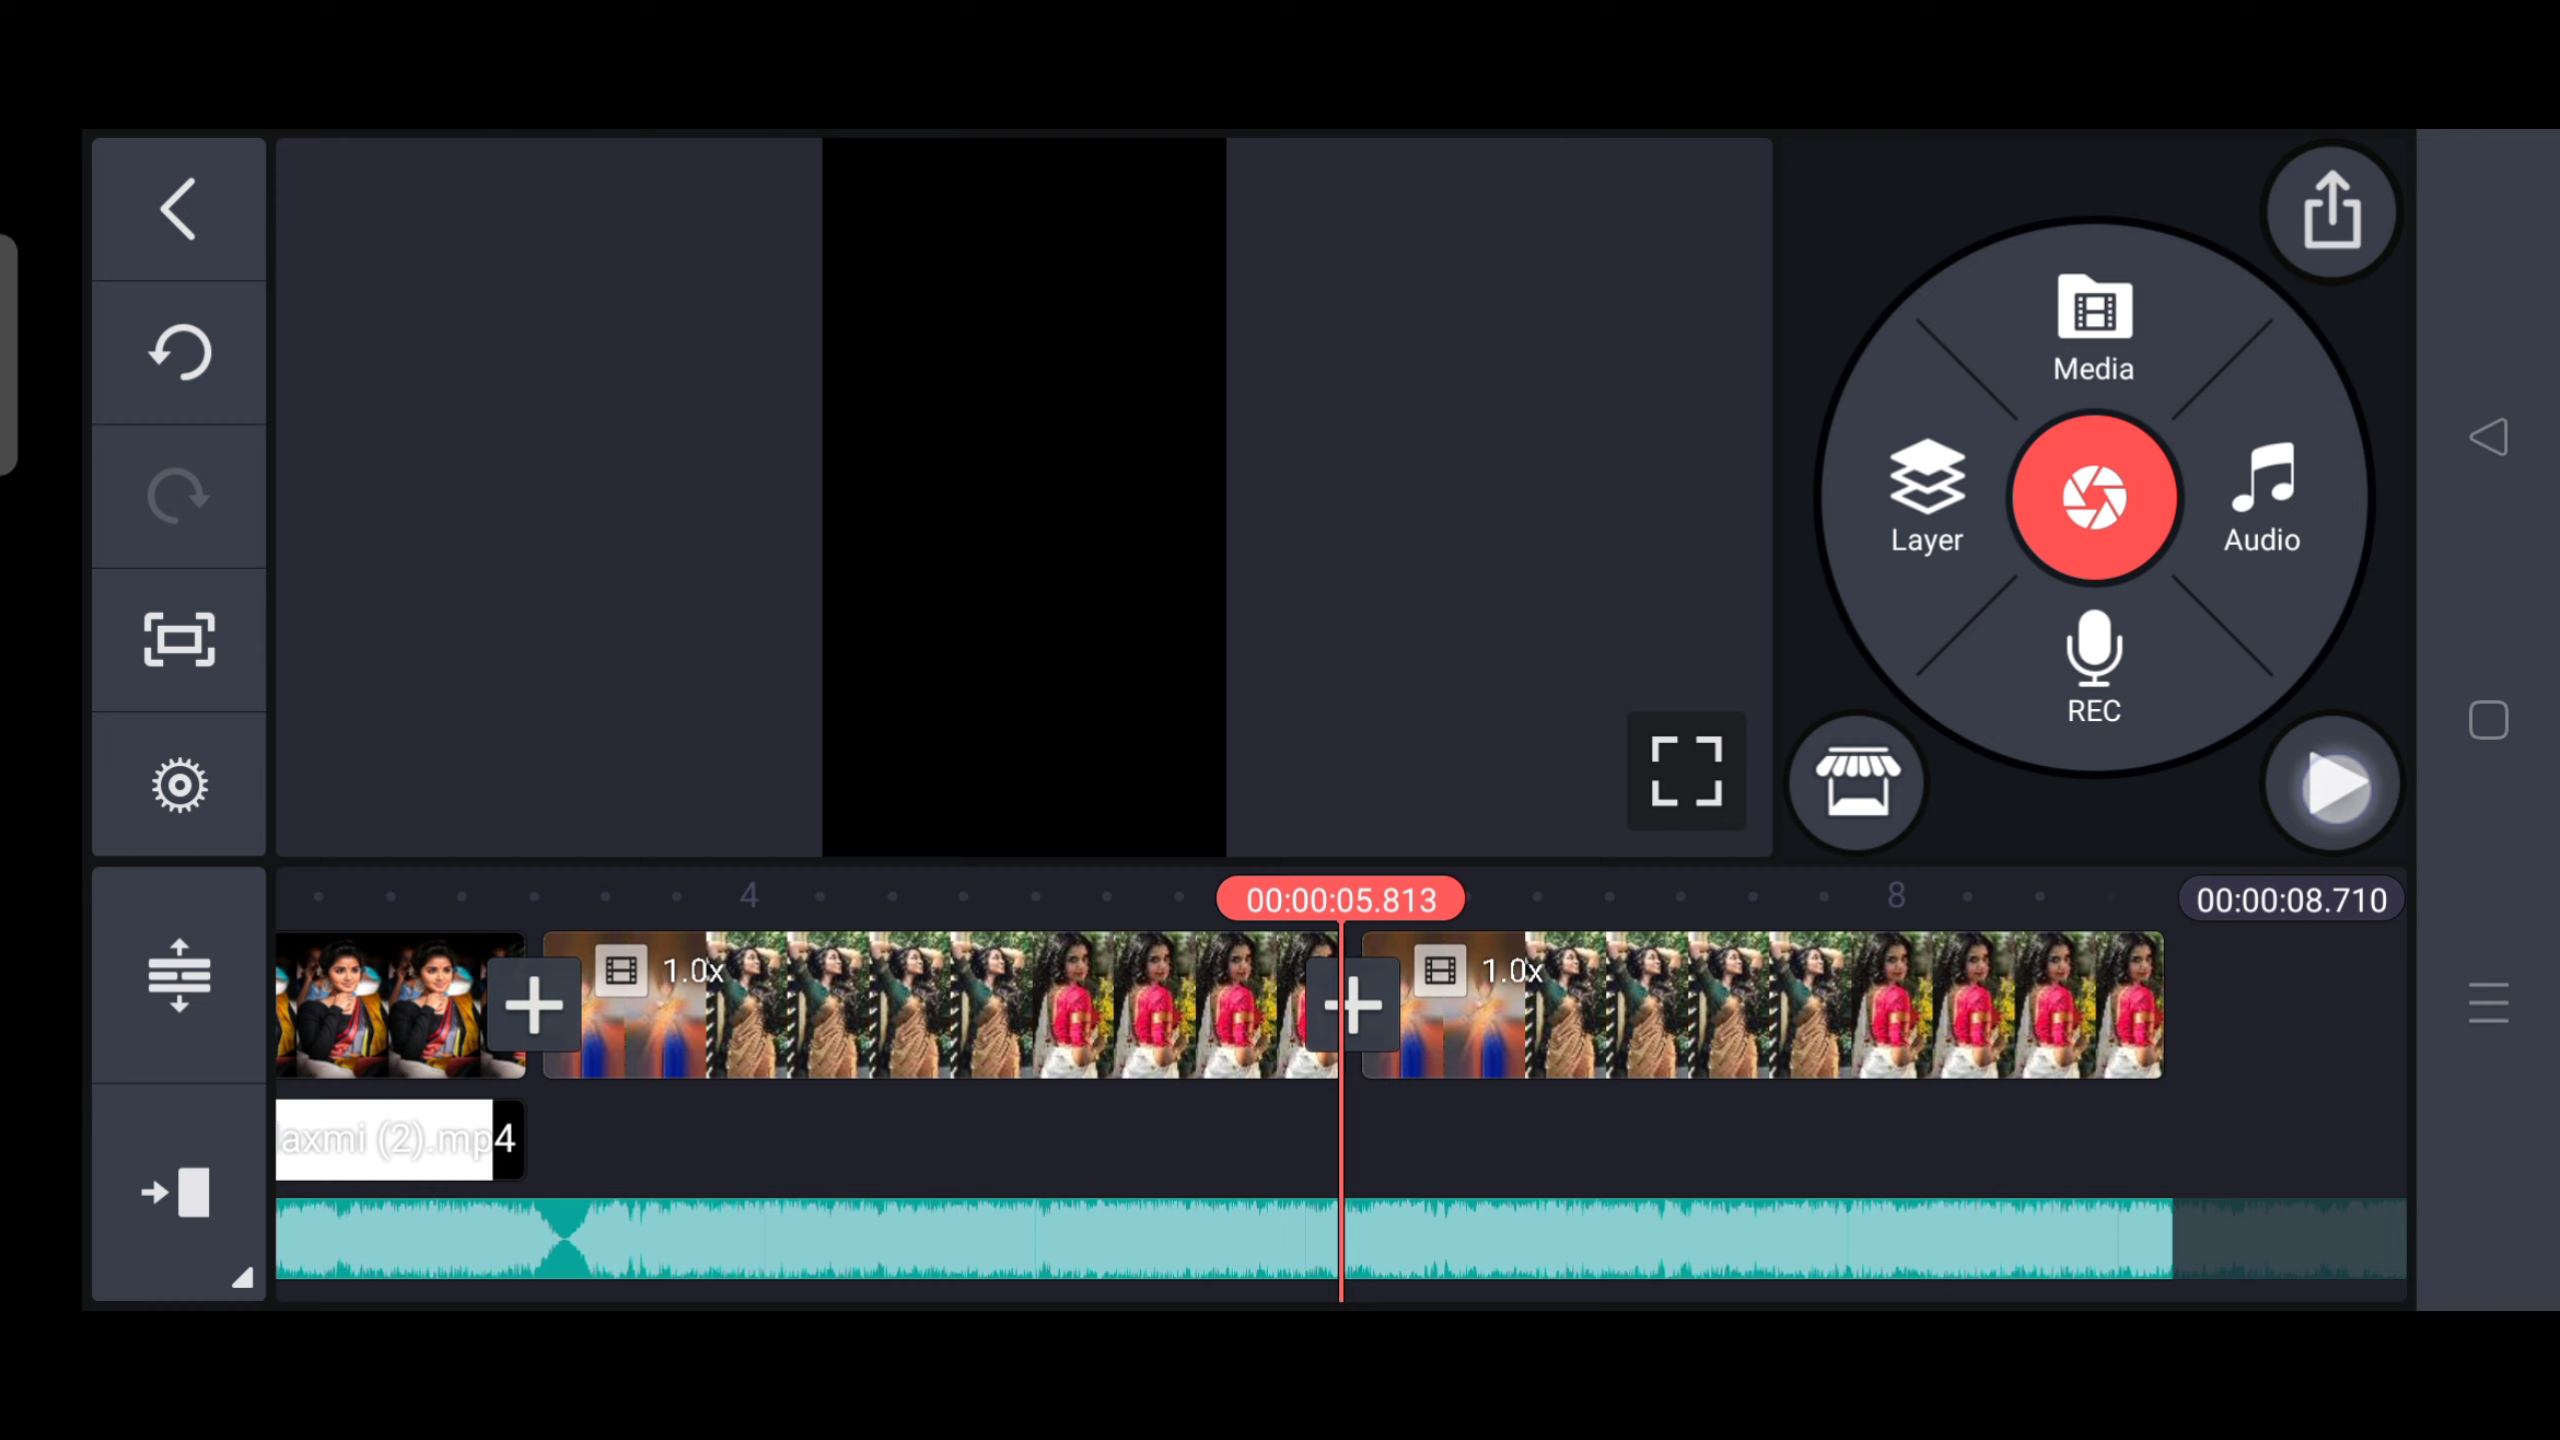 Media
Layer
Audio
REC
4
00:00:05.813
8
00:00:08.710
1.0x
1.0x
axmi (2).mp4